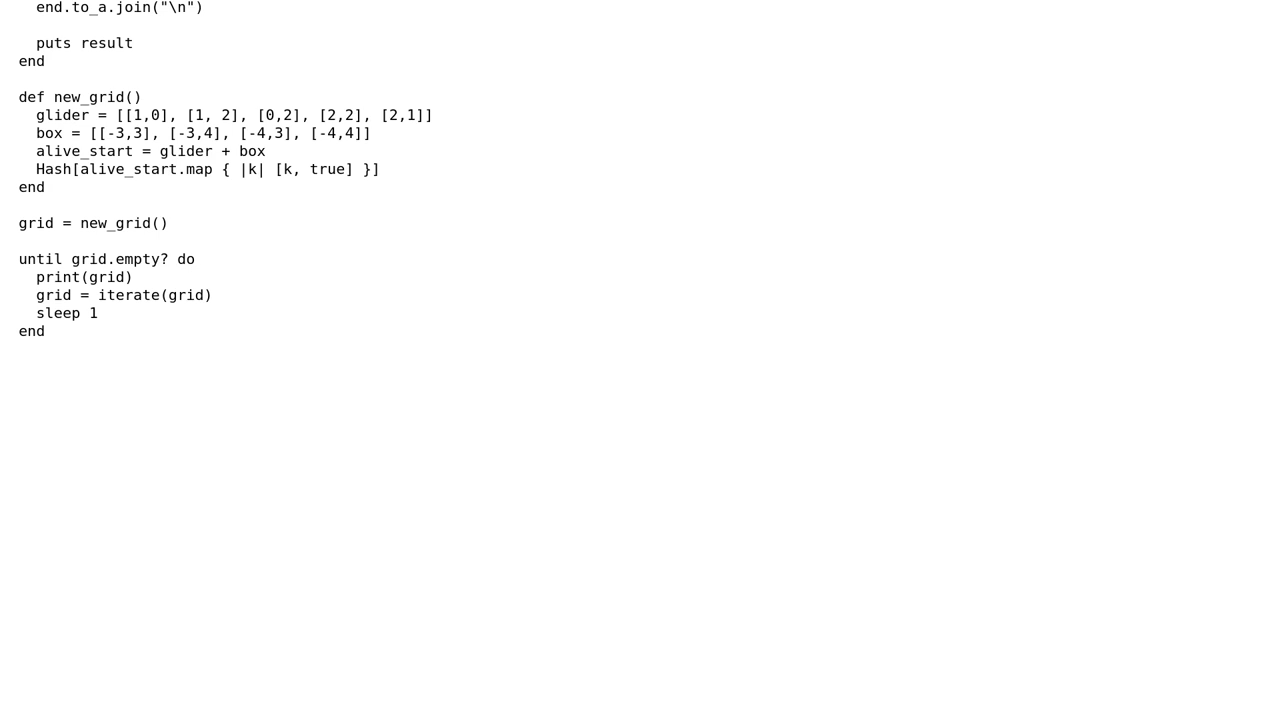 end.to_a.join("\n")

  puts result
end

def new_grid()
  glider = [[1,0], [1, 2], [0,2], [2,2], [2,1]]
  box = [[-3,3], [-3,4], [-4,3], [-4,4]]
  alive_start = glider + box
  Hash[alive_start.map { |k| [k, true] }]
end

grid = new_grid()

until grid.empty? do
  print(grid)
  grid = iterate(grid)
  sleep 1
end